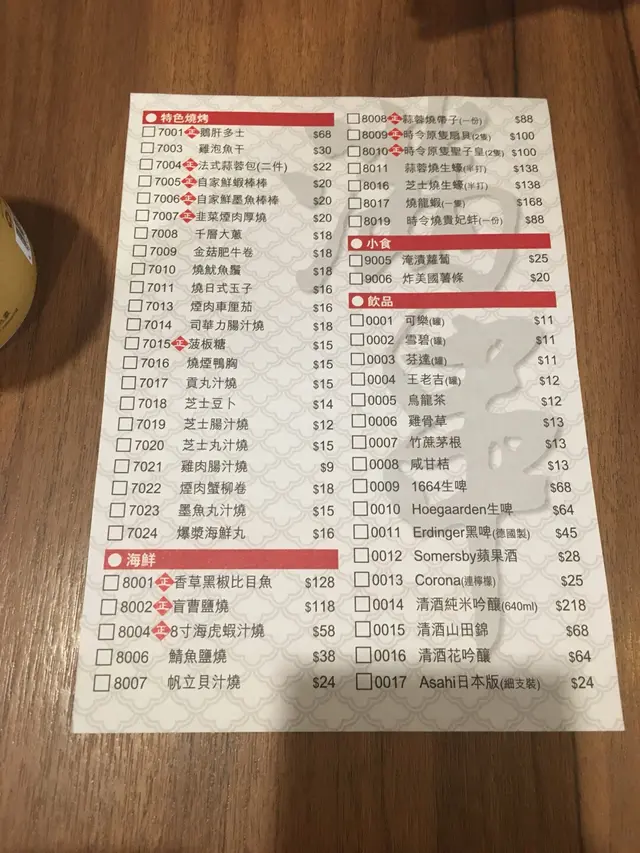 特色燒烤
7001 正 鵝肝多士 $68
7003 雞泡魚干 $30
7004 正 法式蒜蓉包(三件) $22
7005 正 自家鮮蝦棒棒 $20
7006 正 自家鮮墨魚棒棒 $20
7007 正 韭菜煙肉厚燒 $20
7008 千層大蔥 $18
7009 金菇肥牛卷 $18
7010 燒魷魚鬚 $18
7011 燒日式玉子 $16
7013 煙肉車厘茄 $16
7014 司華力腸汁燒 $18
7015 正 菠板糖 $15
7016 燒煙鴨胸 $15
7017 貢丸汁燒 $15
7018 芝士豆卜 $14
7019 芝士腸汁燒 $12
7020 芝士丸汁燒 $15
7021 雞肉腸汁燒 $9
7022 煙肉蟹柳卷 $18
7023 墨魚丸汁燒 $15
7024 爆漿海鮮丸 $16
海鮮
8001 正 香草黑椒比目魚 $128
8002 正 盲曹鹽燒 $118
8004 正 8寸海虎蝦汁燒 $58
8006 鯖魚鹽燒 $38
8007 帆立貝汁燒 $24
8008 正 蒜蓉燒帶子(一份) $88
8009 正 時令原隻扇貝(2隻) $100
8010 正 時令原隻聖子皇(2隻) $100
8011 蒜蓉燒生蠔(半打) $138
8016 芝士燒生蠔(半打) $138
8017 燒龍蝦(一隻) $168
8019 時令燒貴妃蚌(一份) $88
小食
9005 淹漬蘿蔔 $25
9006 炸美國薯條 $20
飲品
0001 可樂(罐) $11
0002 雪碧(罐) $11
0003 芬達(罐) $11
0004 王老吉(罐) $12
0005 烏龍茶 $12
0006 雞骨草 $13
0007 竹蔗茅根 $13
0008 咸甘桔 $13
0009 1664生啤 $68
0010 Hoegaarden生啤 $64
0011 Erdinger黑啤(德國製) $45
0012 Somersby蘋果酒 $28
0013 Corona(連檸檬) $25
0014 清酒純米吟釀(640ml) $218
0015 清酒山田錦 $68
0016 清酒花吟釀 $64
0017 Asahi日本版(細支裝) $24